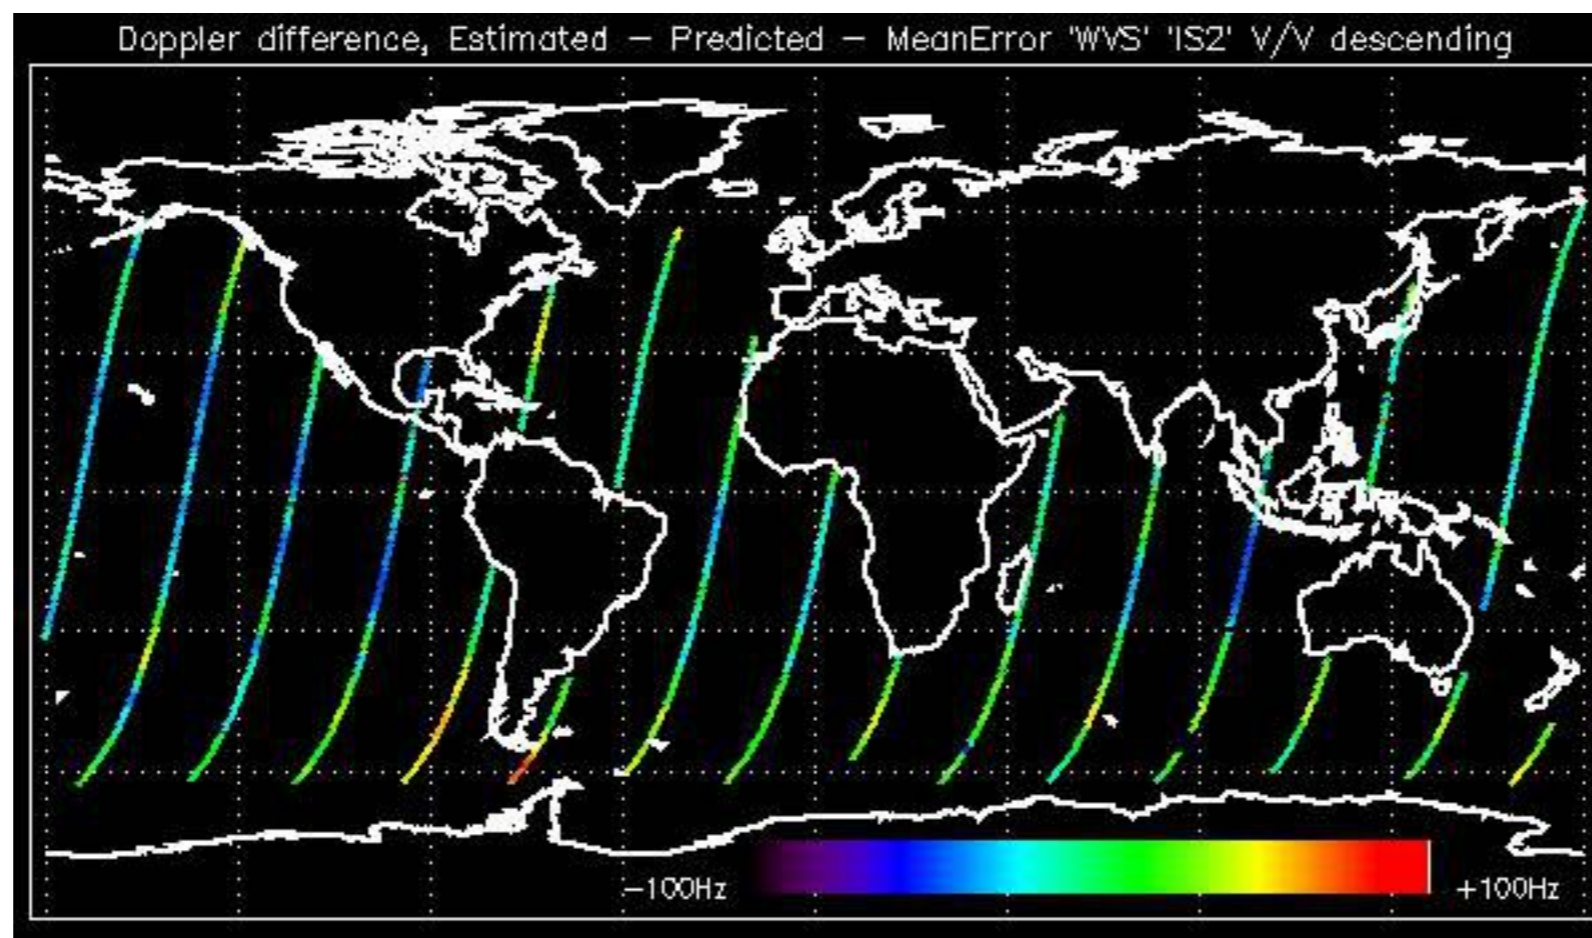 Doppler difference, Estimated – Predicted – MeanError 'WVS' 'IS2' V/V descending
−100Hz
+100Hz